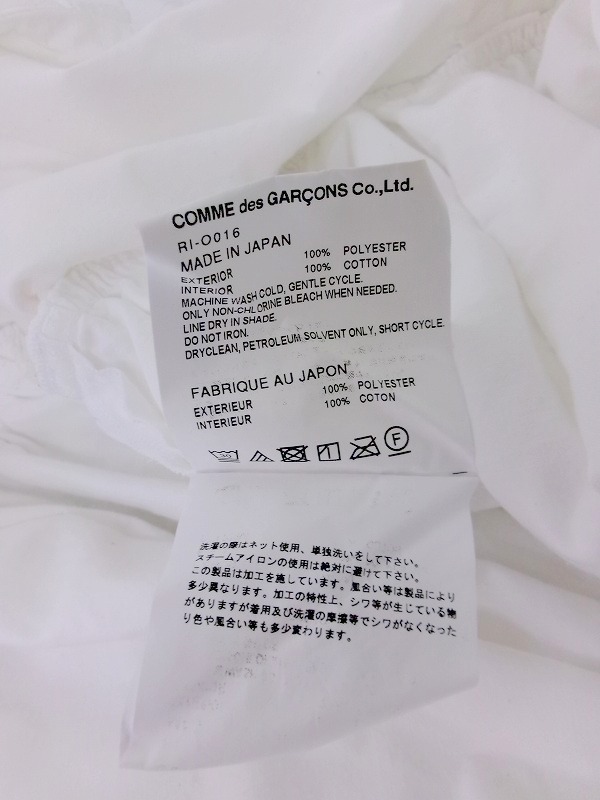 COMME des GARÇONS Co.,Ltd.
RI-O016
MADE IN JAPAN
EXTERIOR 100% POLYESTER
INTERIOR 100% COTTON
MACHINE WASH COLD, GENTLE CYCLE.
ONLY NON-CHLORINE BLEACH WHEN NEEDED.
LINE DRY IN SHADE.
DO NOT IRON.
DRYCLEAN, PETROLEUM SOLVENT ONLY, SHORT CYCLE.
FABRIQUE AU JAPON
EXTERIEUR 100% POLYESTER
INTERIEUR 100% COTON
30 F
洗濯の際はネット使用、単独洗いをして下さい。
スチームアイロンの使用は絶対に避けて下さい。
この製品は加工を施しています。風合い等は製品により
多少異なります。加工の特性上、シワ等が生じている物
がありますが着用及び洗濯の摩擦等でシワがなくなった
り色や風合い等も多少変わります。